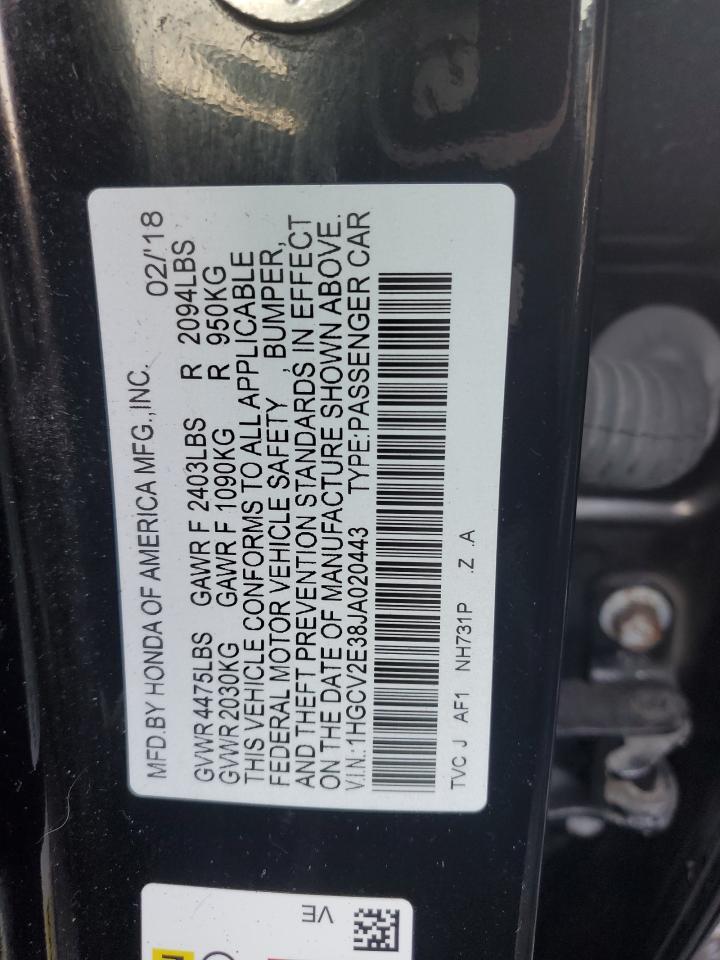 MFD.BY HONDA OF AMERICA MFG.,INC. 02/'18
GVWR 4475LBS GAWR F 2403LBS R 2094LBS
GVWR 2030KG GAWR F 1090KG R 950KG
THIS VEHICLE CONFORMS TO ALL APPLICABLE
FEDERAL MOTOR VEHICLE SAFETY , BUMPER,
AND THEFT PREVENTION STANDARDS IN EFFECT
ON THE DATE OF MANUFACTURE SHOWN ABOVE.
V.I.N.:1HGCV2E38JA020443 TYPE:PASSENGER CAR
TVC J AF1 NH731P .Z .A
VE